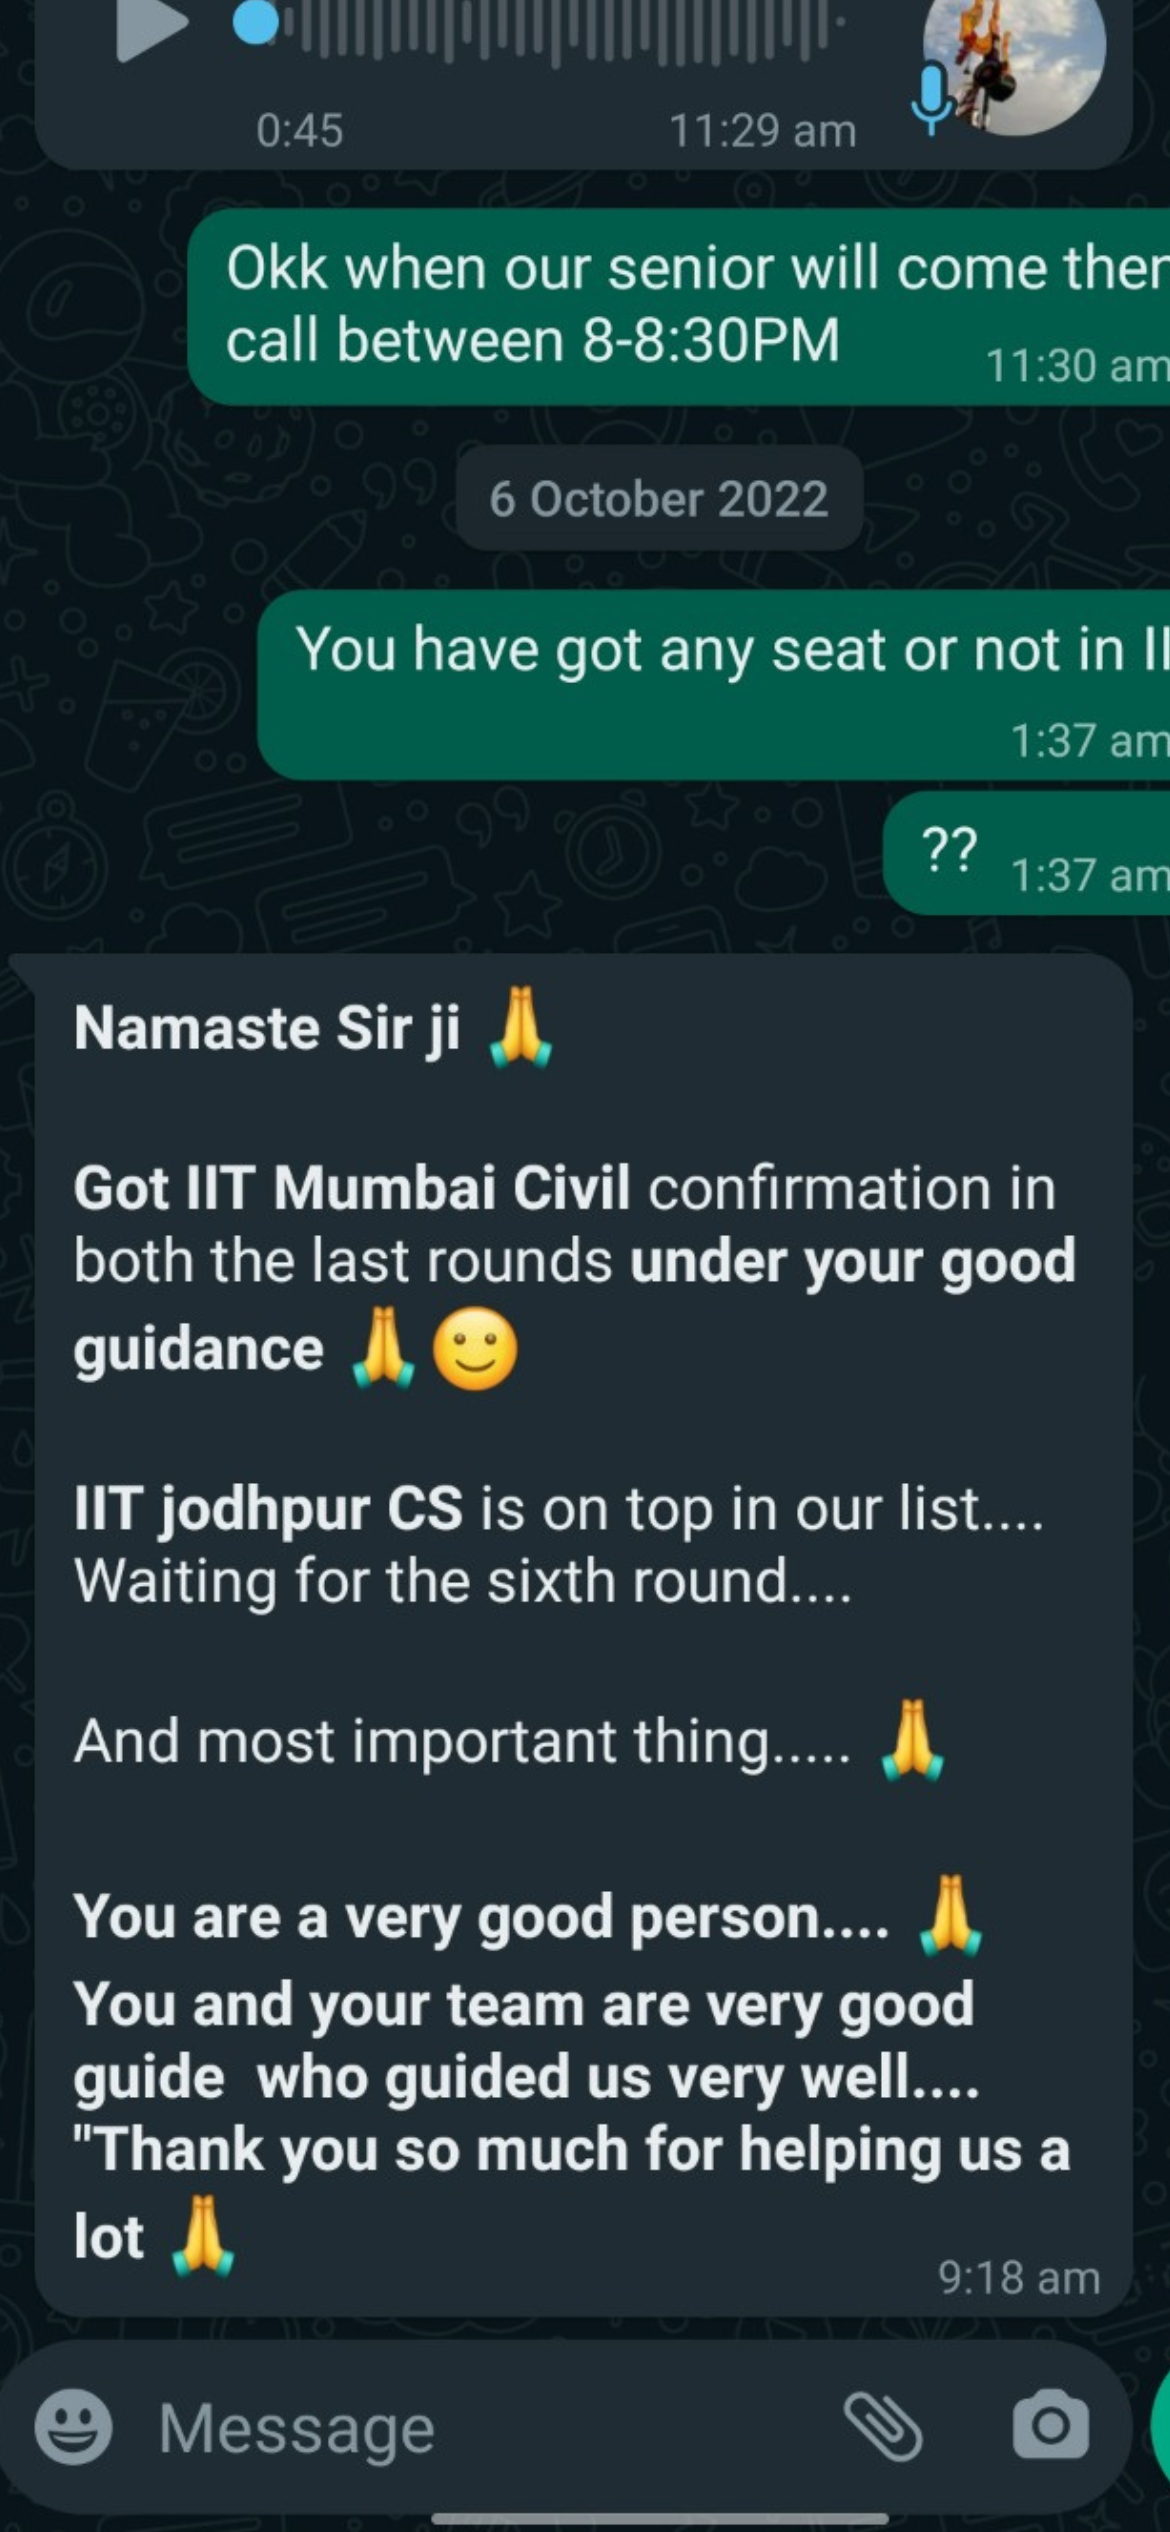 0:45 11:29 am
Okk when our senior will come then
call between 8-8:30PM 11:30 am
6 October 2022
You have got any seat or not in
1:37 am
?? 1:37 am
Namaste Sir ji 🙏
Got IIT Mumbai Civil confirmation in
both the last rounds under your good
guidance 🙏🙂
IIT jodhpur CS is on top in our list....
Waiting for the sixth round....
And most important thing..... 🙏
You are a very good person.... 🙏
You and your team are very good
guide  who guided us very well....
"Thank you so much for helping us a
lot 🙏
9:18 am
Message